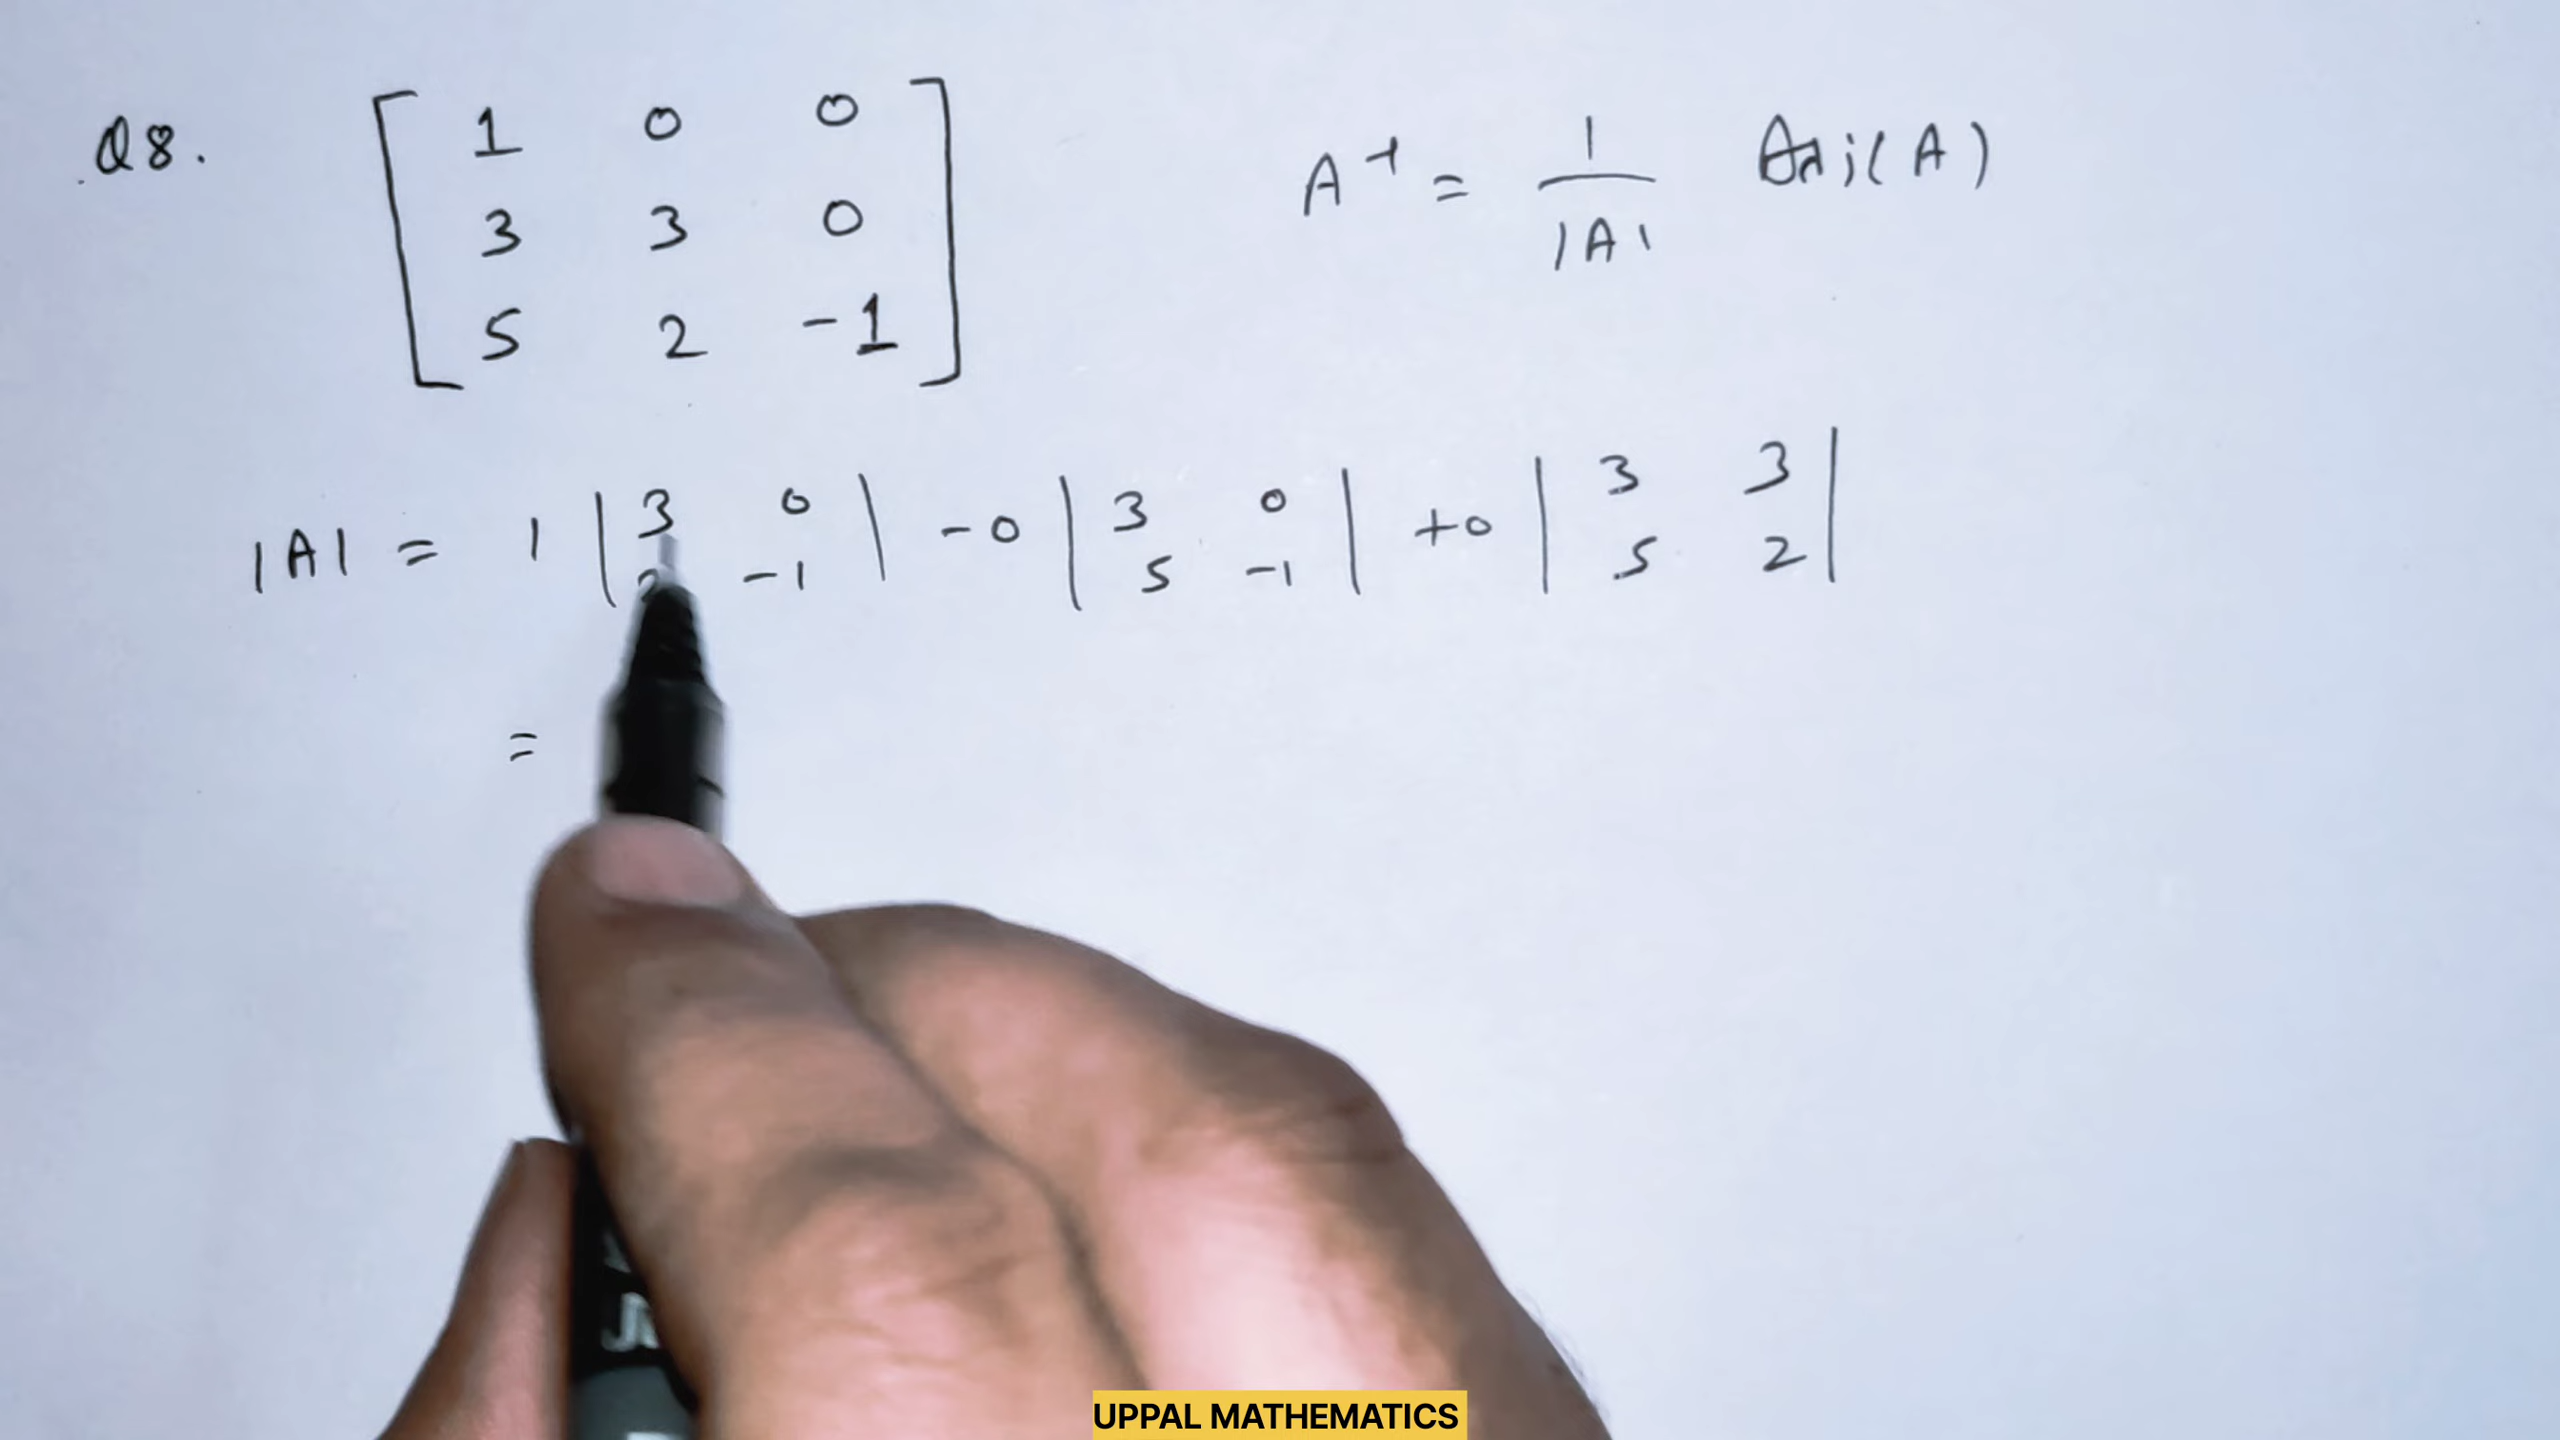 Q8. [ 1 0 0 A⁻¹ = 1/|A| Adj(A)
3 3 0
5 2 -1 ]
|A| = 1 | 3 0 | -0 | 3 0 | +0 | 3 3 |
-1 | 5 -1 | 5 2 |
=
UPPAL MATHEMATICS